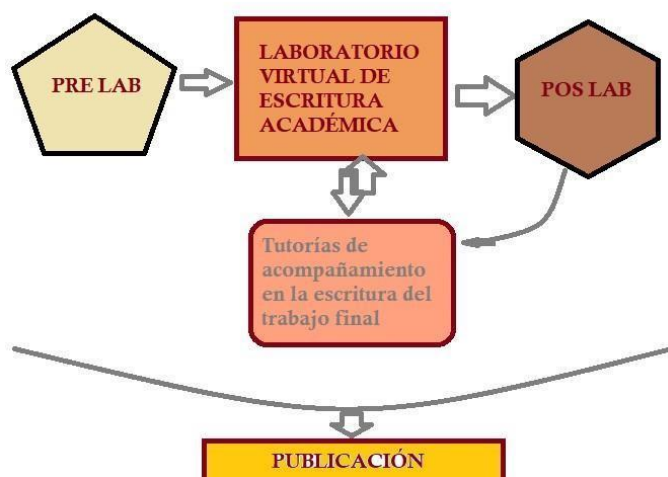 PRE LAB
LABORATORIO
VIRTUAL DE
ESCRITURA
ACADÉMICA
POS LAB
Tutorías de
acompañamiento
en la escritura del
trabajo final
PUBLICACIÓN